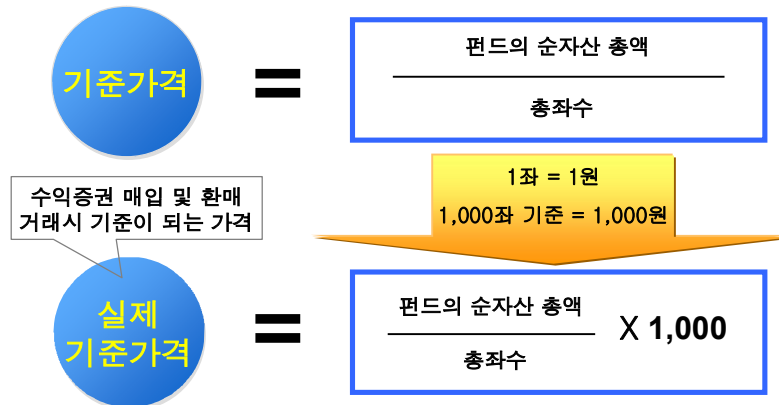 기준가격
=
펀드의 순자산 총액
총좌수
1좌 = 1원
1,000좌 기준 = 1,000원
수익증권 매입 및 환매
거래시 기준이 되는 가격
실제
기준가격
=
펀드의 순자산 총액
총좌수
X 1,000